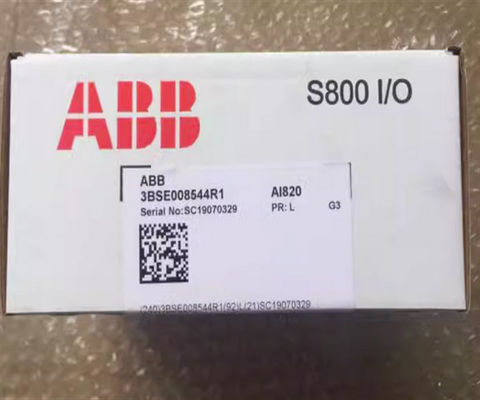 ABB
S800 I/O
ABB
3BSE008544R1 AI820
Serial No:SC19070329 PR: L G3
(240)3BSE008544R1(92)L(21)SC19070329